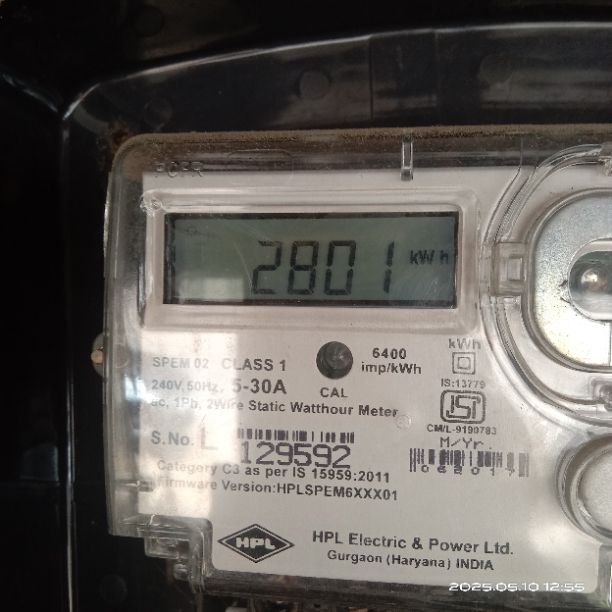 2801 kWh
kWh
SPEM 02 CLASS 1
6400
imp/kWh
240V, 50Hz, 5-30A
CAL
IS:13779
ac, 1Ph, 2Wire Static Watthour Meter
ISI
CM/L-9190783
S.No. L 129592
M/Yr.
062017
Category C3 as per IS 15959:2011
Firmware Version:HPLSPEM6XXX01
HPL
HPL Electric & Power Ltd.
Gurgaon (Haryana) INDIA
2025.05.10 12:55